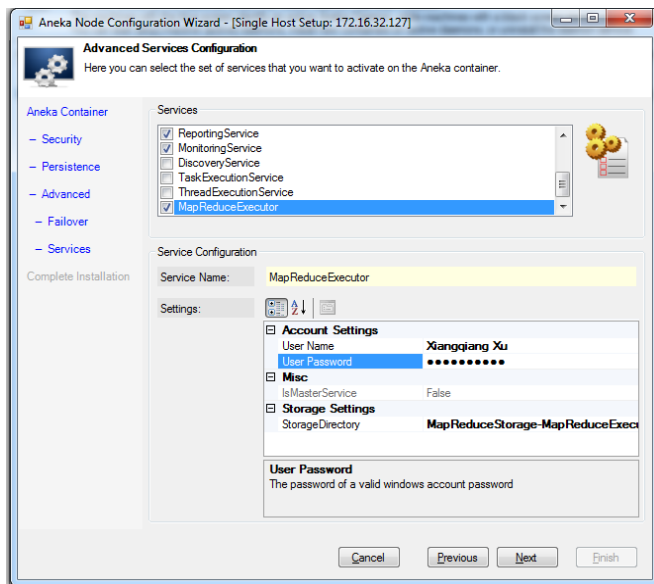 Aneka Node Configuration Wizard - [Single Host Setup: 172.16.32.127]
Advanced Services Configuration
Here you can select the set of services that you want to activate on the Aneka container.
Aneka Container
– Security
– Persistence
– Advanced
– Failover
– Services
Complete Installation
Services
ReportingService
MonitoringService
DiscoveryService
TaskExecutionService
ThreadExecutionService
MapReduceExecutor
Service Configuration
Service Name: MapReduceExecutor
Settings:
Account Settings
User Name Xiangqiang Xu
User Password ●●●●●●●●●●
Misc
IsMasterService False
Storage Settings
StorageDirectory MapReduceStorage-MapReduceExecu
User Password
The password of a valid windows account password
Cancel Previous Next Finish